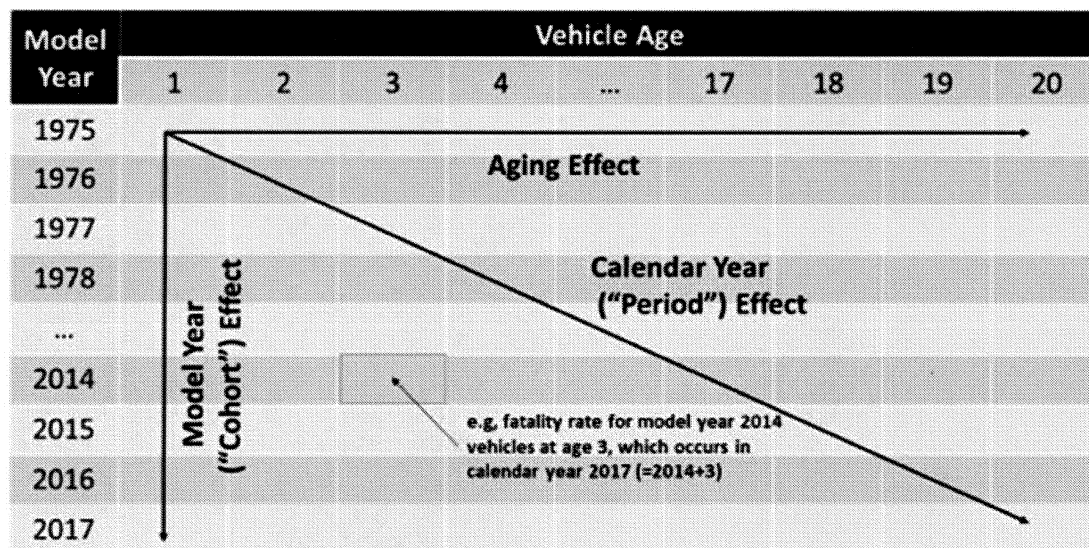 Model Year
Vehicle Age
1 2 3 4 ... 17 18 19 20
1975
1976
1977
1978
...
2014
2015
2016
2017
Aging Effect
Calendar Year
("Period") Effect
Model Year
("Cohort") Effect
e.g, fatality rate for model year 2014
vehicles at age 3, which occurs in
calendar year 2017 (=2014+3)